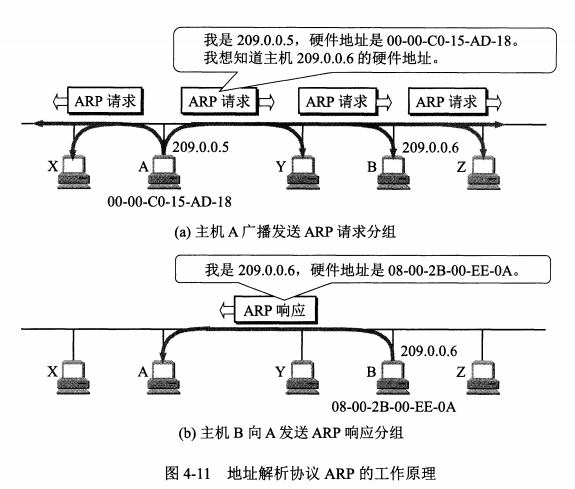 我是 209.0.0.5，硬件地址是 00-00-C0-15-AD-18。
我想知道主机 209.0.0.6 的硬件地址。
ARP 请求
ARP 请求
ARP 请求
ARP 请求
209.0.0.5
209.0.0.6
X
A
Y
B
Z
00-00-C0-15-AD-18
(a) 主机 A 广播发送 ARP 请求分组
我是 209.0.0.6，硬件地址是 08-00-2B-00-EE-0A。
ARP 响应
209.0.0.6
X
A
Y
B
Z
08-00-2B-00-EE-0A
(b) 主机 B 向 A 发送 ARP 响应分组
图 4-11 地址解析协议 ARP 的工作原理